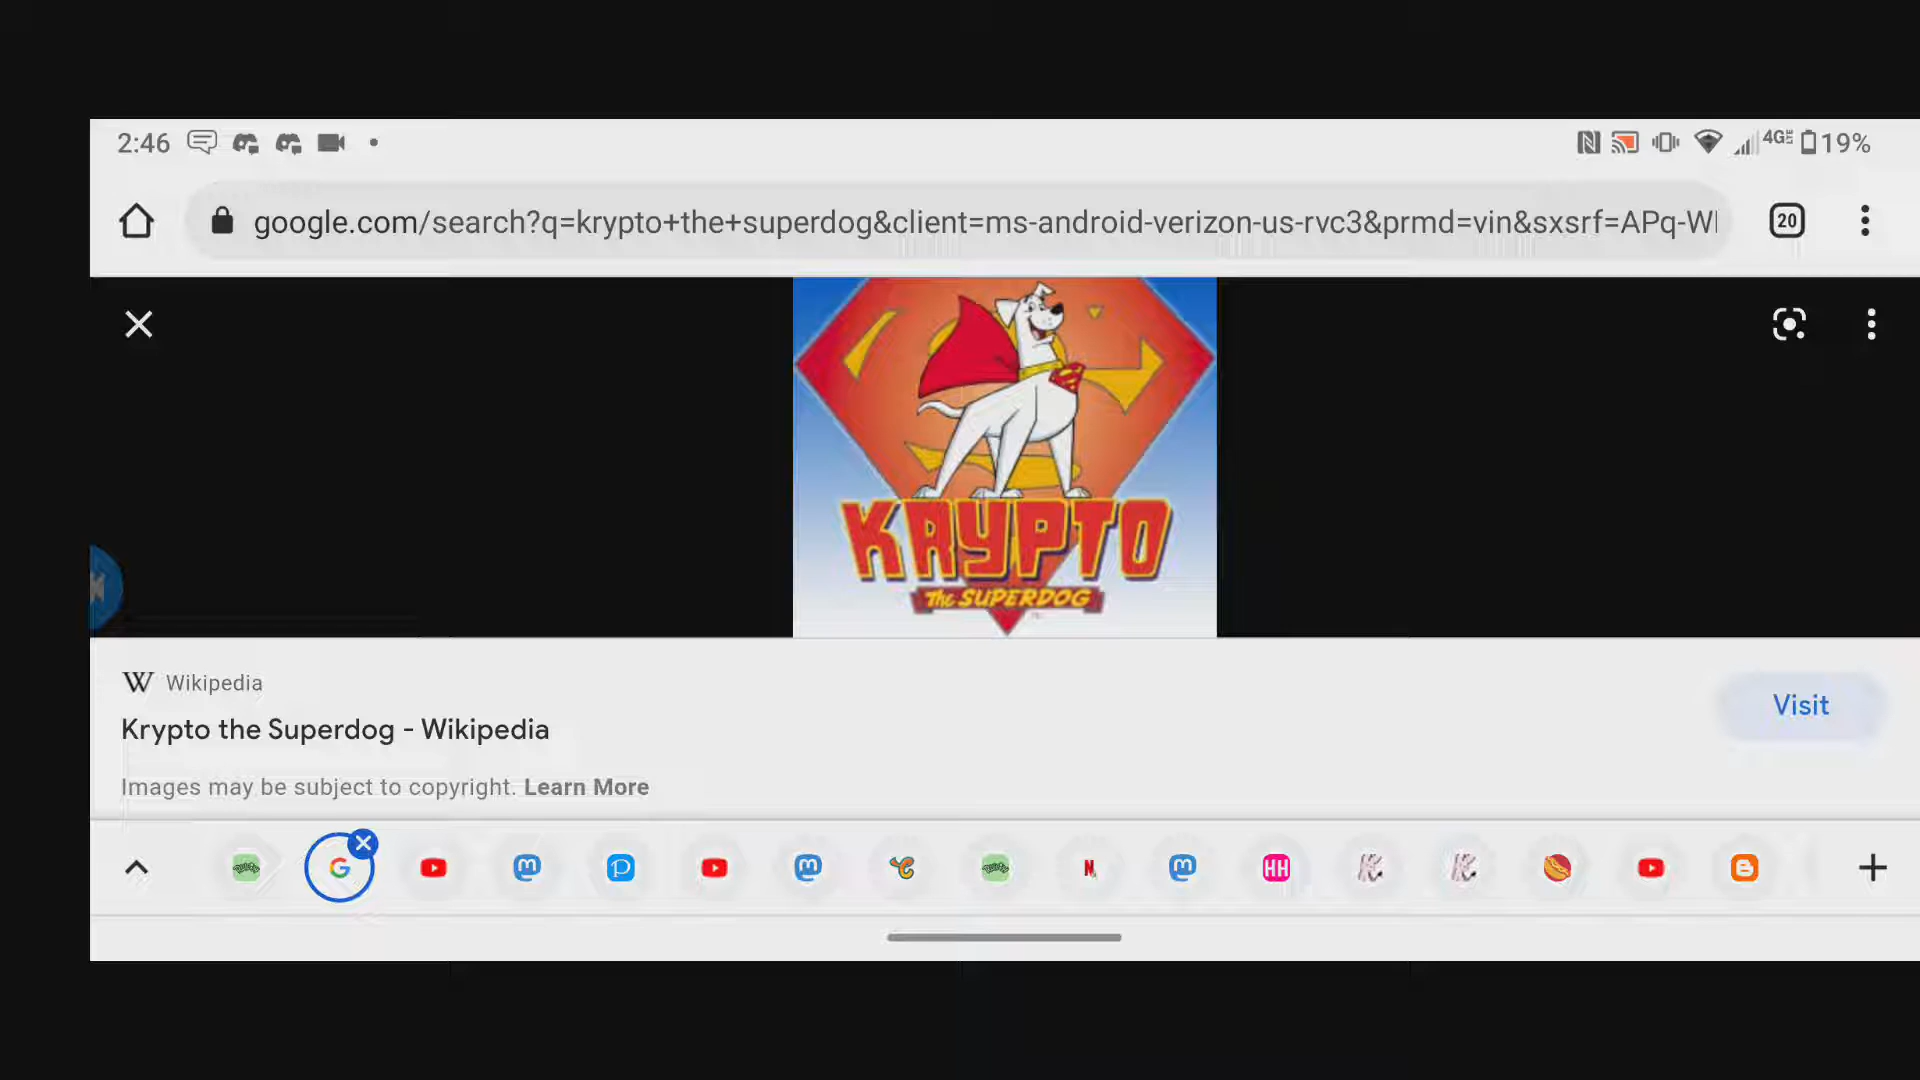 2:46
4G LTE 19%
google.com/search?q=krypto+the+superdog&client=ms-android-verizon-us-rvc3&prmd=vin&sxsrf=APq-W
20
KRYPTO
The SUPERDOG
W Wikipedia
Krypto the Superdog - Wikipedia
Visit
Images may be subject to copyright. Learn More
HH